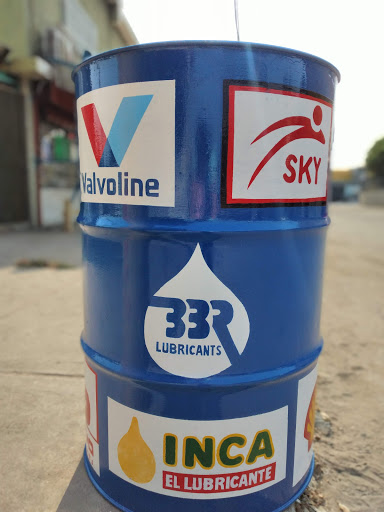 Valvoline
SKY
BBR
LUBRICANTS
INCA
EL LUBRICANTE